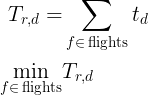 T_{r,d} = \sum_{f \in \text{flights}} t_d
\min_{f \in \text{flights}} T_{r,d}